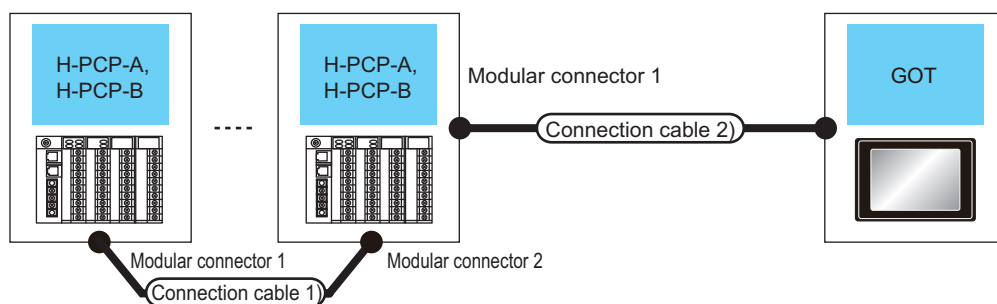 H-PCP-A,
H-PCP-B
H-PCP-A,
H-PCP-B
Modular connector 1
Connection cable 2)
GOT
Modular connector 1
Modular connector 2
Connection cable 1)